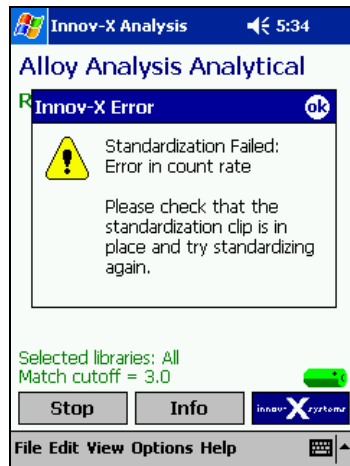 Innov-X Analysis 5:34
Alloy Analysis Analytical
R
Innov-X Error ok
Standardization Failed:
Error in count rate
Please check that the
standardization clip is in
place and try standardizing
again.
Selected libraries: All
Match cutoff = 3.0
Stop Info innov-X systems
File Edit View Options Help